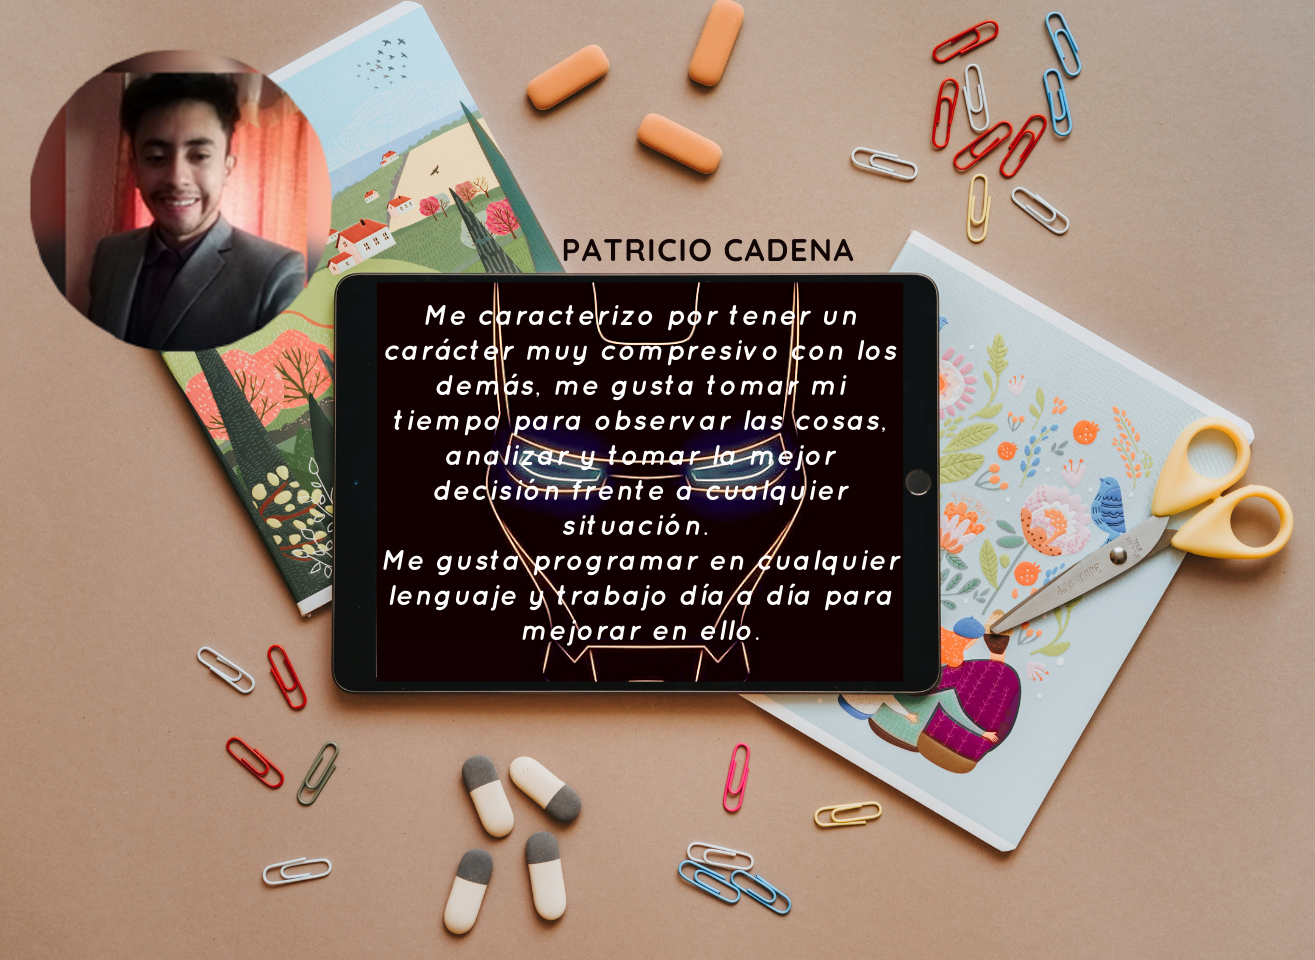 PATRICIO CADENA
Me caracterizo por tener un
carácter muy compresivo con los
demás, me gusta tomar mi
tiempo para observar las cosas,
analizar y tomar la mejor
decisión frente a cualquier
situación.
Me gusta programar en cualquier
lenguaje y trabajo día a día para
mejorar en ello.